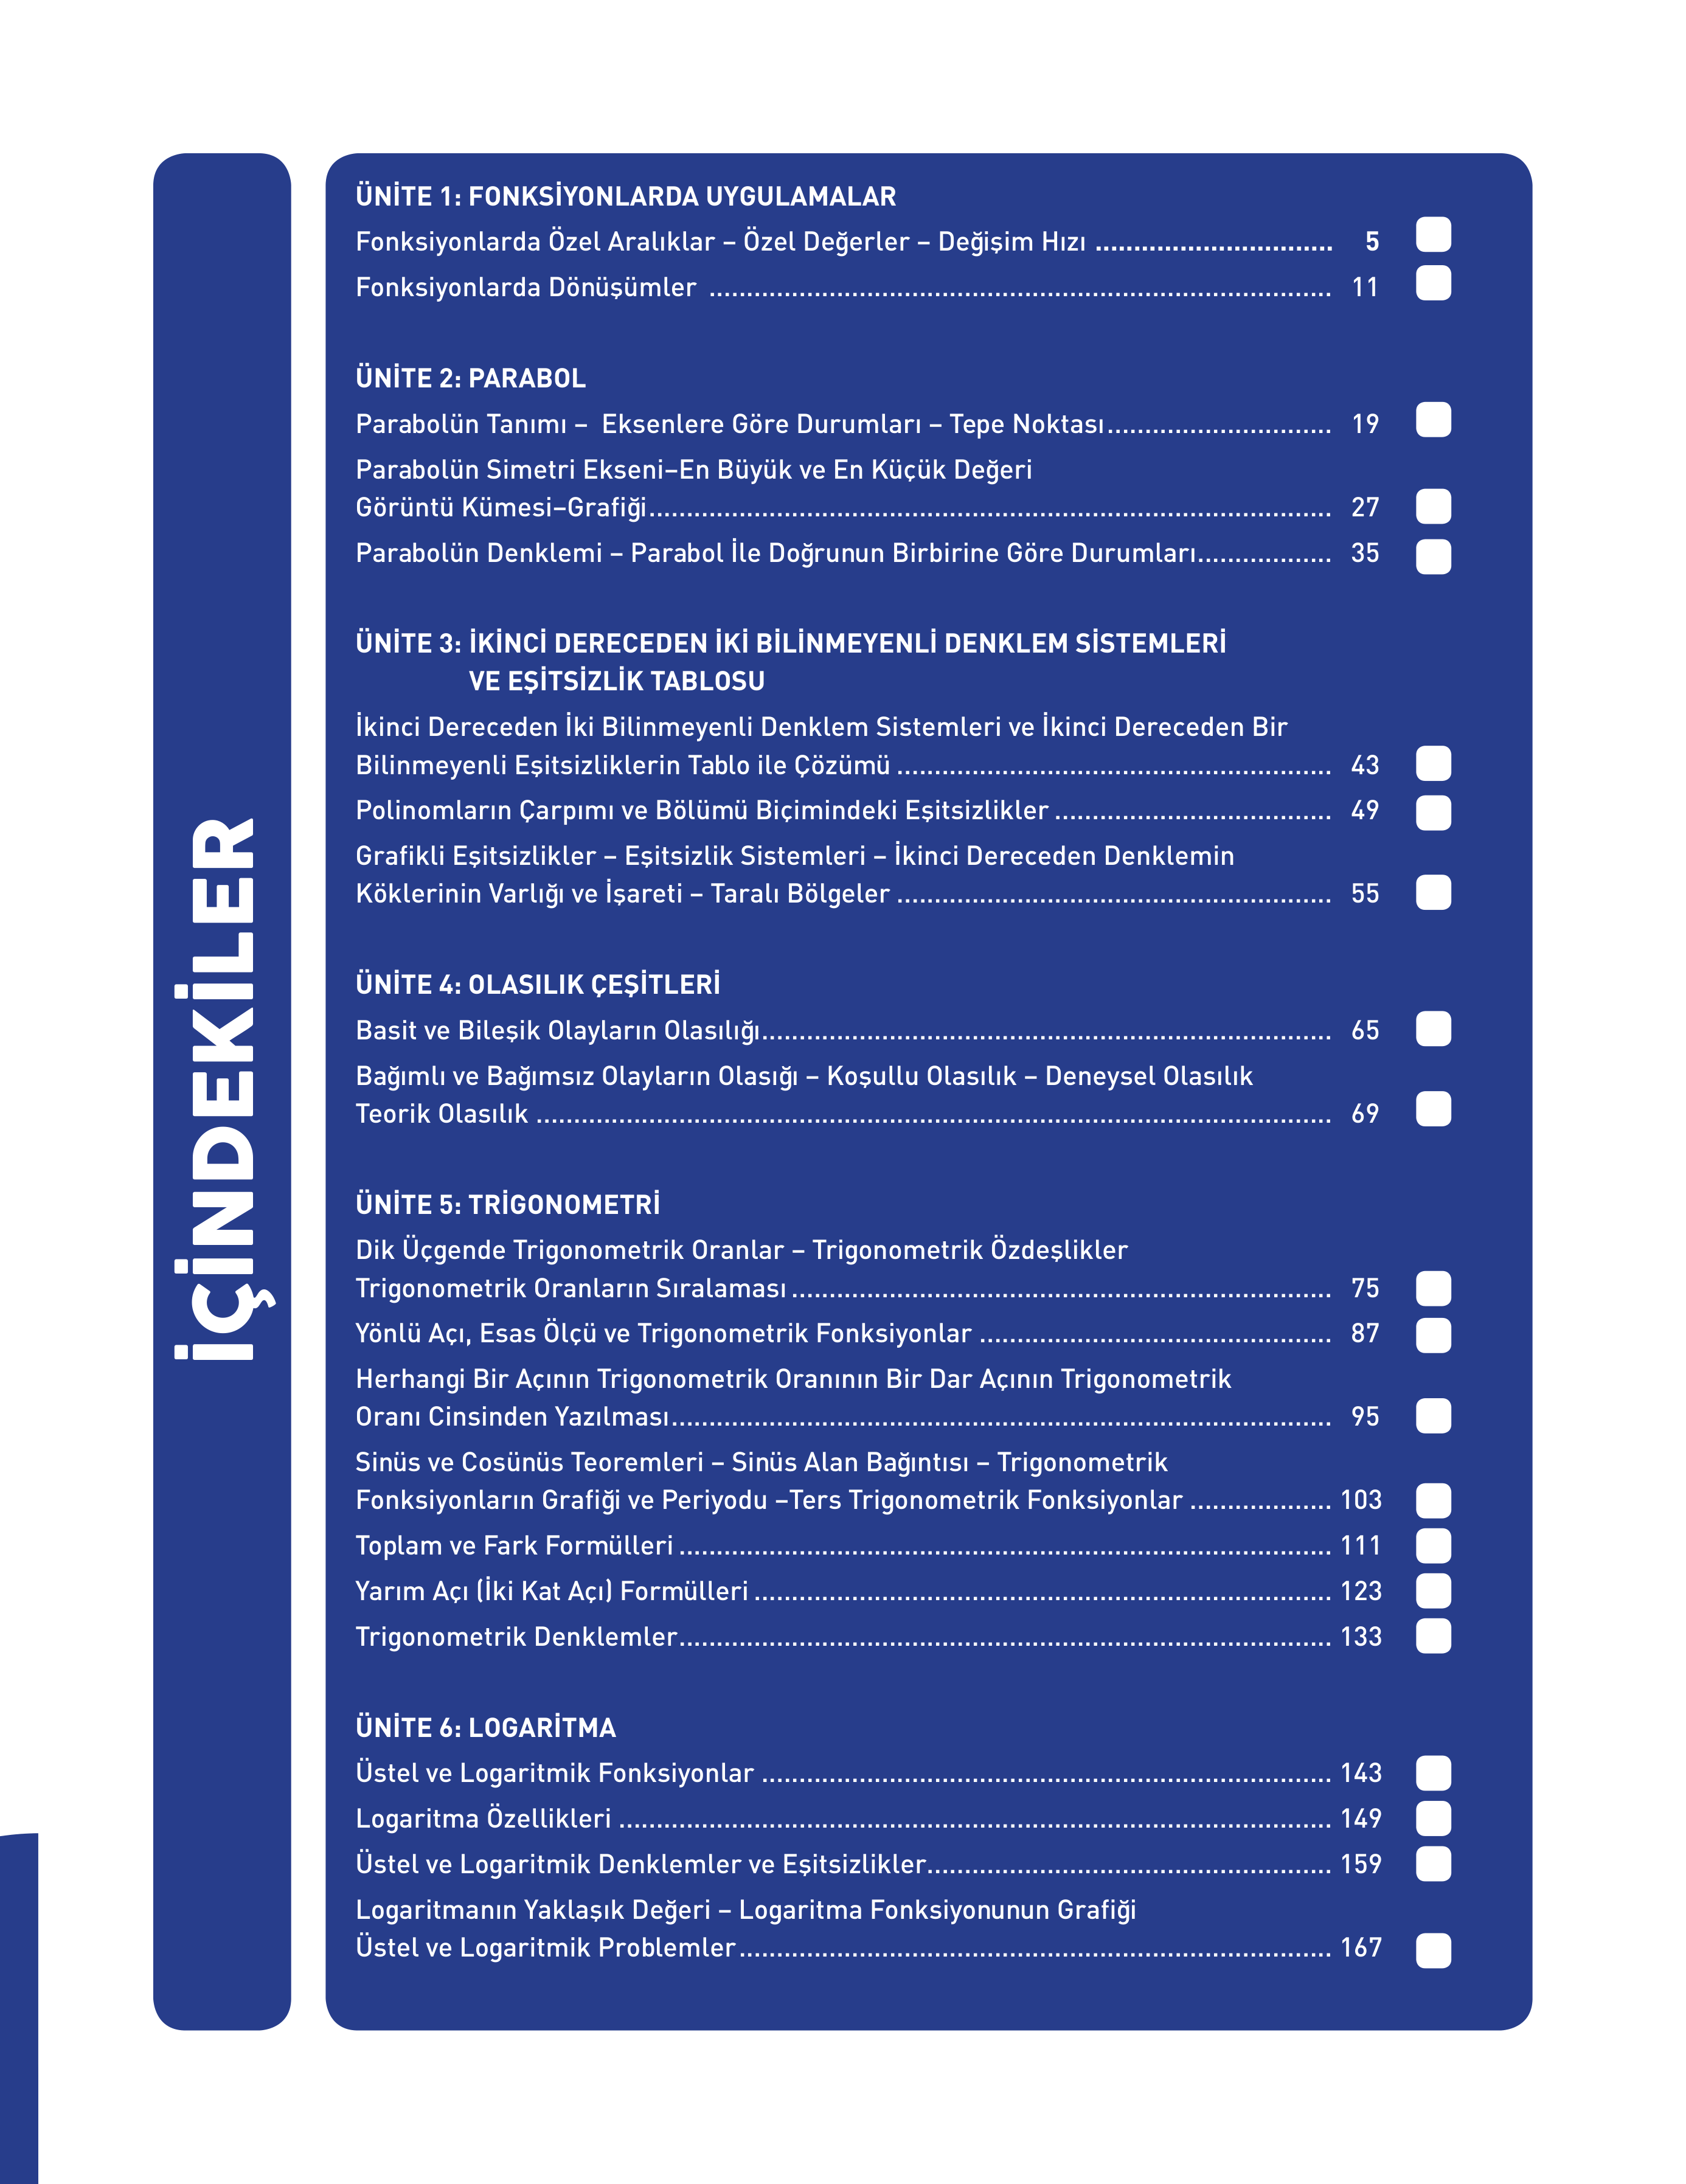 İÇİNDEKİLER
ÜNİTE 1: FONKSİYONLARDA UYGULAMALAR
Fonksiyonlarda Özel Aralıklar – Özel Değerler – Değişim Hızı ............................... 5
Fonksiyonlarda Dönüşümler ................................................................................... 11
ÜNİTE 2: PARABOL
Parabolün Tanımı –  Eksenlere Göre Durumları – Tepe Noktası.............................. 19
Parabolün Simetri Ekseni–En Büyük ve En Küçük Değeri
Görüntü Kümesi–Grafiği........................................................................................... 27
Parabolün Denklemi – Parabol İle Doğrunun Birbirine Göre Durumları.................. 35
ÜNİTE 3: İKİNCİ DERECEDEN İKİ BİLİNMEYENLİ DENKLEM SİSTEMLERİ
VE EŞİTSİZLİK TABLOSU
İkinci Dereceden İki Bilinmeyenli Denklem Sistemleri ve İkinci Dereceden Bir
Bilinmeyenli Eşitsizliklerin Tablo ile Çözümü .......................................................... 43
Polinomların Çarpımı ve Bölümü Biçimindeki Eşitsizlikler ..................................... 49
Grafikli Eşitsizlikler – Eşitsizlik Sistemleri – İkinci Dereceden Denklemin
Köklerinin Varlığı ve İşareti – Taralı Bölgeler .......................................................... 55
ÜNİTE 4: OLASILIK ÇEŞİTLERİ
Basit ve Bileşik Olayların Olasılığı............................................................................ 65
Bağımlı ve Bağımsız Olayların Olasığı – Koşullu Olasılık – Deneysel Olasılık
Teorik Olasılık .......................................................................................................... 69
ÜNİTE 5: TRİGONOMETRİ
Dik Üçgende Trigonometrik Oranlar – Trigonometrik Özdeşlikler
Trigonometrik Oranların Sıralaması ........................................................................ 75
Yönlü Açı, Esas Ölçü ve Trigonometrik Fonksiyonlar ............................................... 87
Herhangi Bir Açının Trigonometrik Oranının Bir Dar Açının Trigonometrik
Oranı Cinsinden Yazılması........................................................................................ 95
Sinüs ve Cosünüs Teoremleri – Sinüs Alan Bağıntısı – Trigonometrik
Fonksiyonların Grafiği ve Periyodu –Ters Trigonometrik Fonksiyonlar ................... 103
Toplam ve Fark Formülleri ....................................................................................... 111
Yarım Açı (İki Kat Açı) Formülleri ............................................................................. 123
Trigonometrik Denklemler....................................................................................... 133
ÜNİTE 6: LOGARİTMA
Üstel ve Logaritmik Fonksiyonlar ............................................................................ 143
Logaritma Özellikleri ............................................................................................... 149
Üstel ve Logaritmik Denklemler ve Eşitsizlikler...................................................... 159
Logaritmanın Yaklaşık Değeri – Logaritma Fonksiyonunun Grafiği
Üstel ve Logaritmik Problemler............................................................................... 167